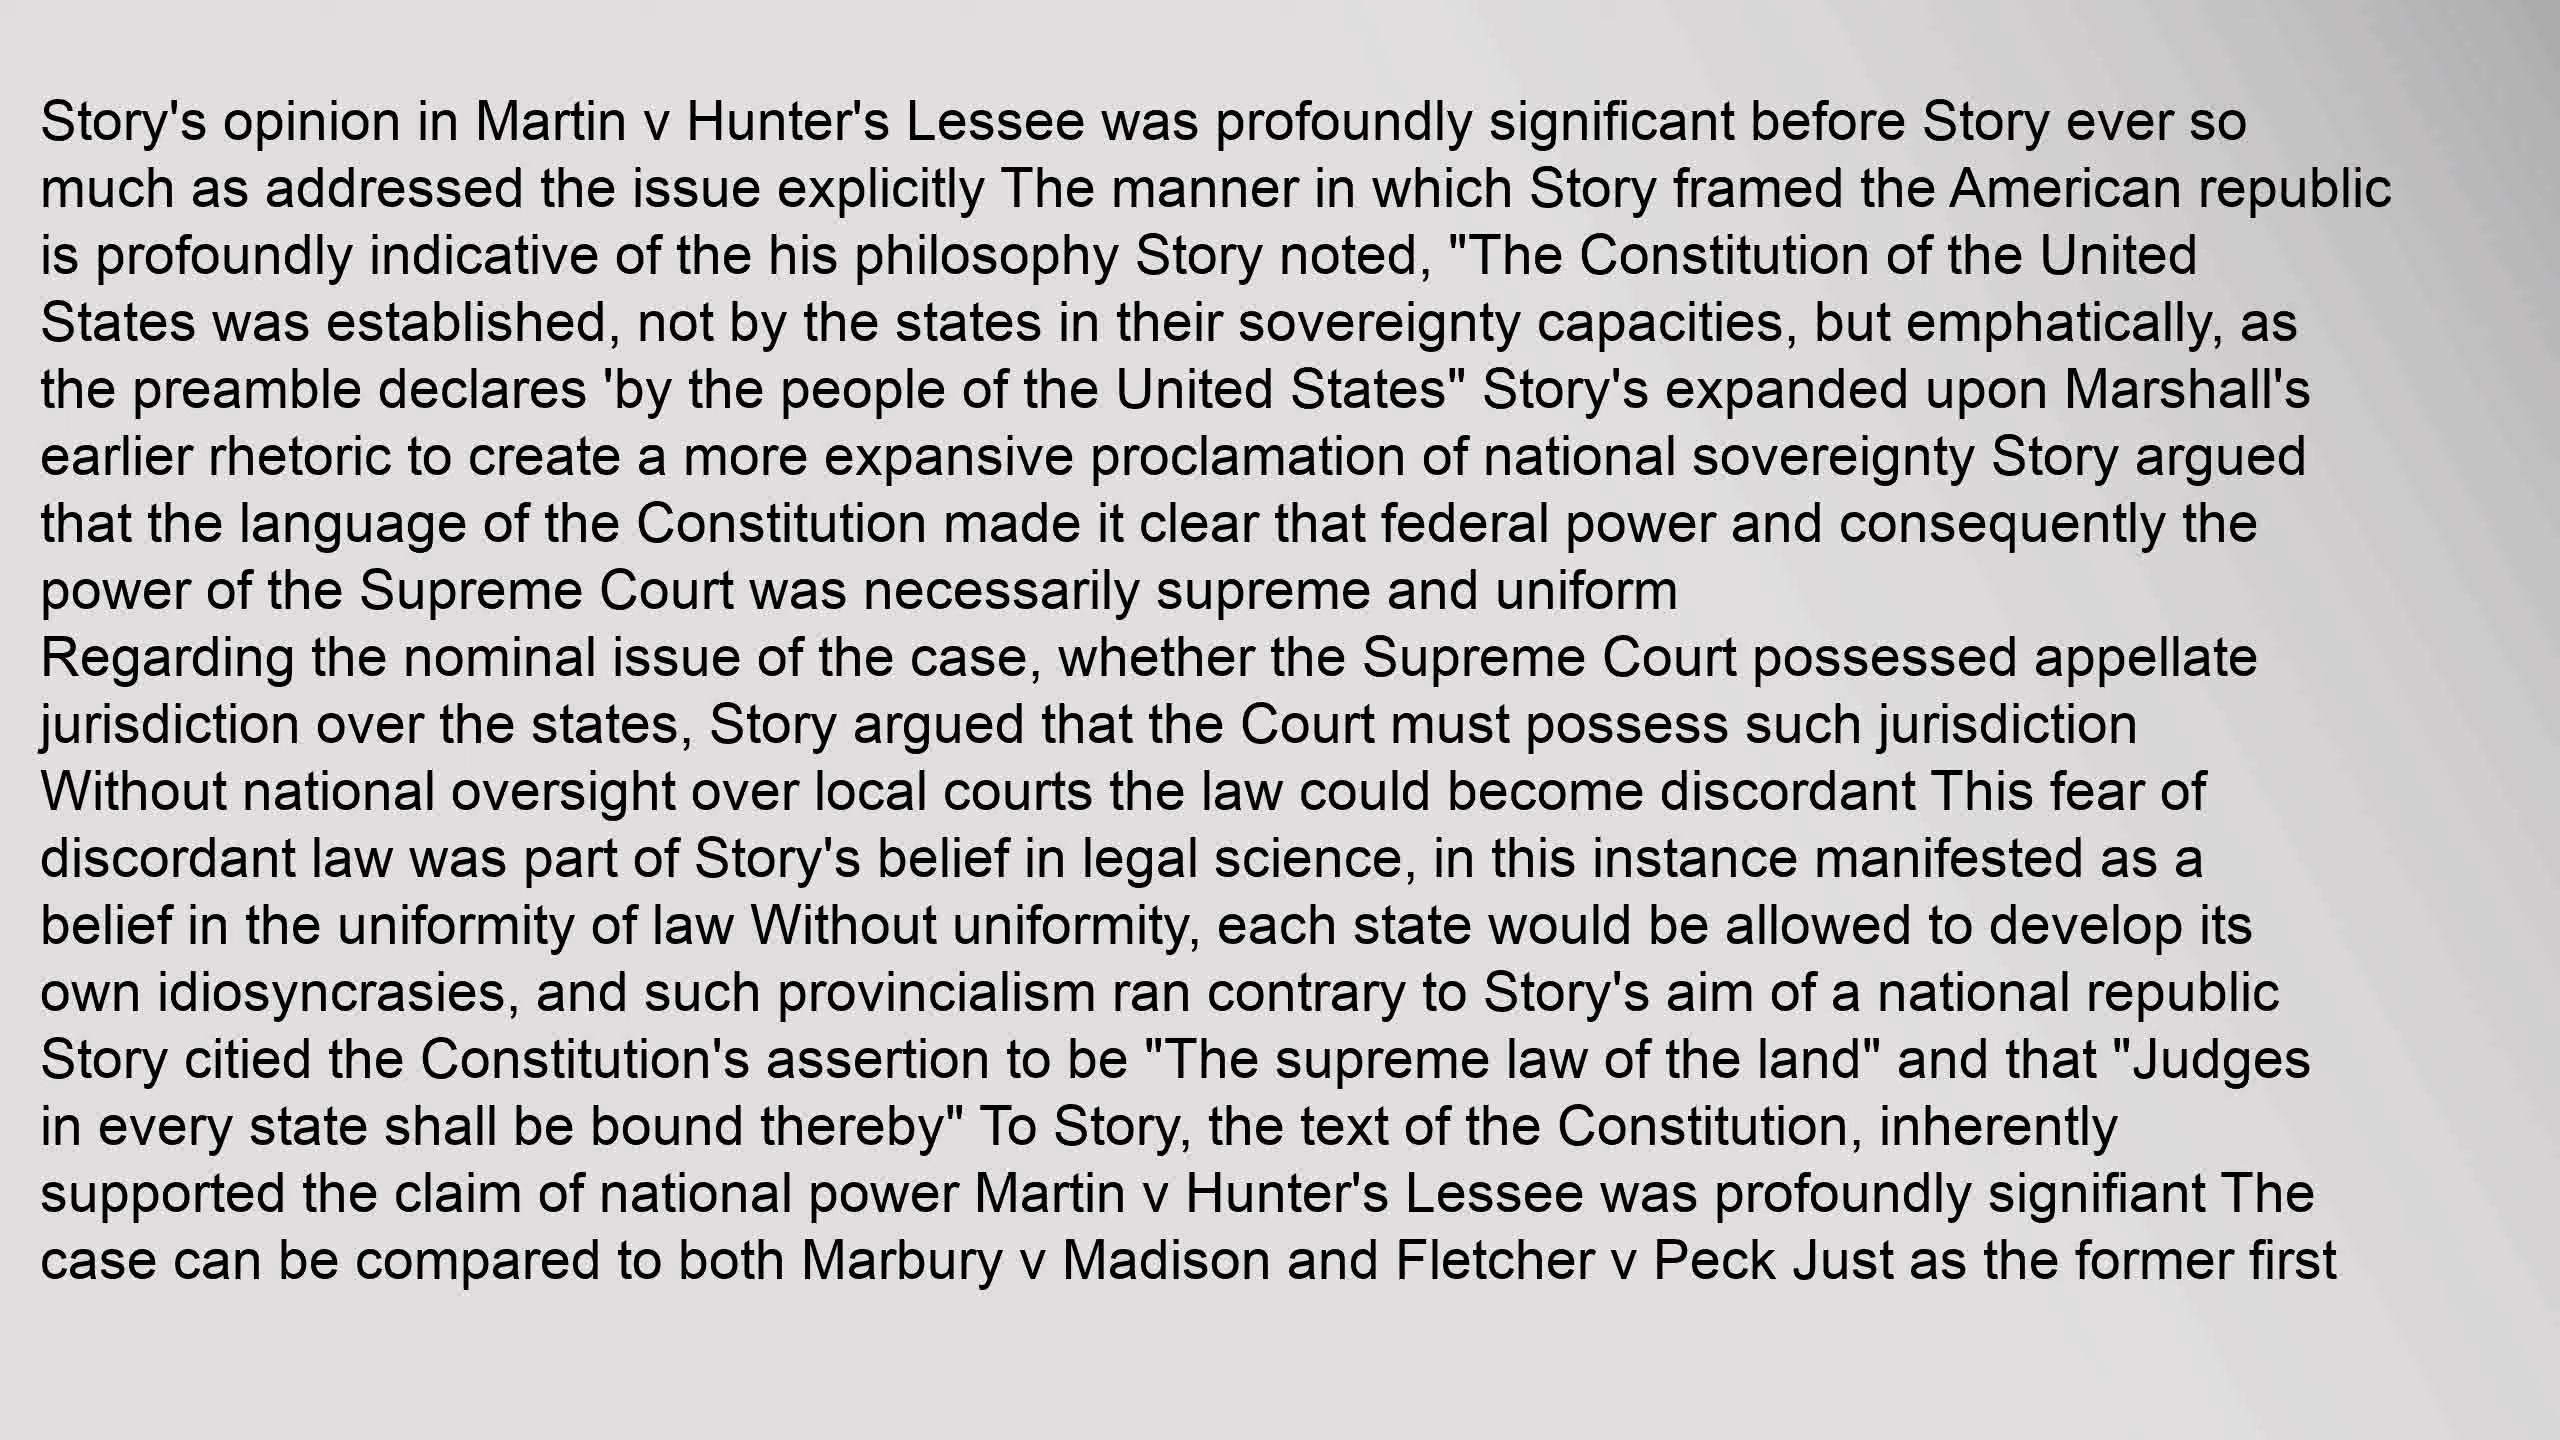 Story's opinion in Martin v Hunter's Lessee was profoundly significant before Story ever so
much as addressed the issue explicitly The manner in which Story framed the American republic
is profoundly indicative of the his philosophy Story noted, "The Constitution of the United
States was established, not by the states in their sovereignty capacities, but emphatically, as
the preamble declares 'by the people of the United States" Story's expanded upon Marshall's
earlier rhetoric to create a more expansive proclamation of national sovereignty Story argued
that the language of the Constitution made it clear that federal power and consequently the
power of the Supreme Court was necessarily supreme and uniform
Regarding the nominal issue of the case, whether the Supreme Court possessed appellate
jurisdiction over the states, Story argued that the Court must possess such jurisdiction
Without national oversight over local courts the law could become discordant This fear of
discordant law was part of Story's belief in legal science, in this instance manifested as a
belief in the uniformity of law Without uniformity, each state would be allowed to develop its
own idiosyncrasies, and such provincialism ran contrary to Story's aim of a national republic
Story citied the Constitution's assertion to be "The supreme law of the land" and that "Judges
in every state shall be bound thereby" To Story, the text of the Constitution, inherently
supported the claim of national power Martin v Hunter's Lessee was profoundly signifiant The
case can be compared to both Marbury v Madison and Fletcher v Peck Just as the former first